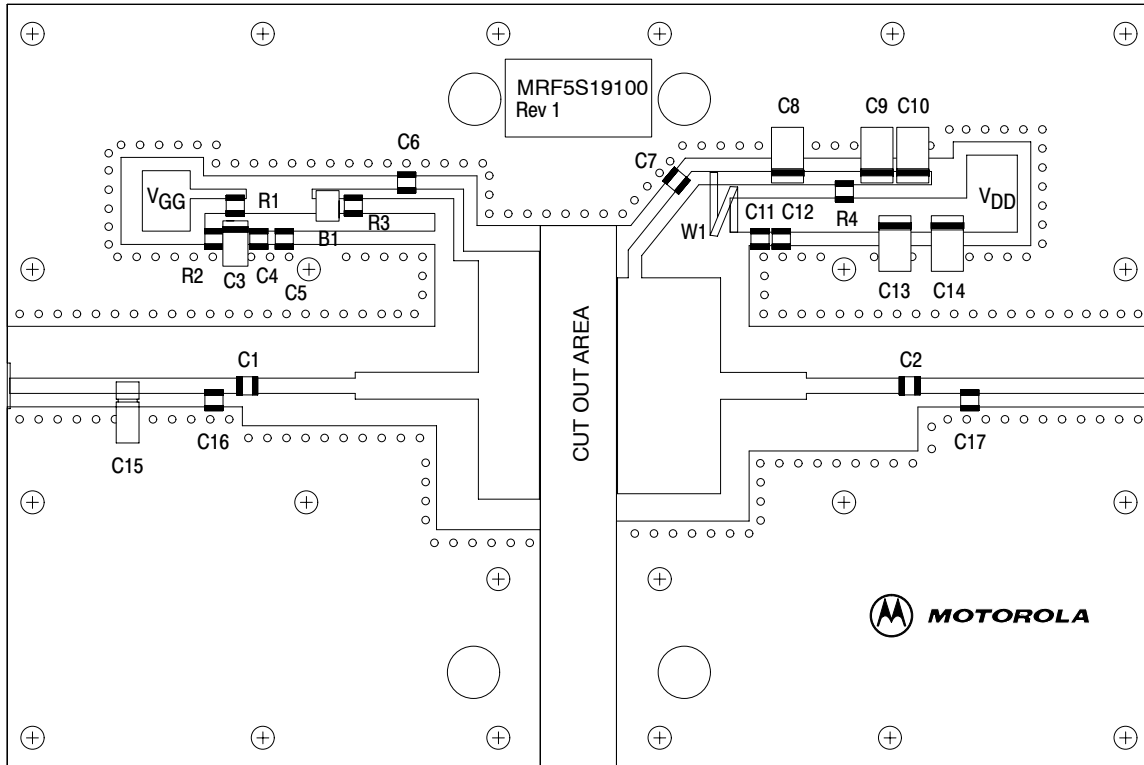 MRF5S19100
Rev 1
C8
C9
C10
C6
C7
VGG
R1
R3
B1
R2
C3
C4
C5
W1
C11
C12
R4
VDD
C13
C14
CUT OUT AREA
C1
C2
C15
C16
C17
MOTOROLA